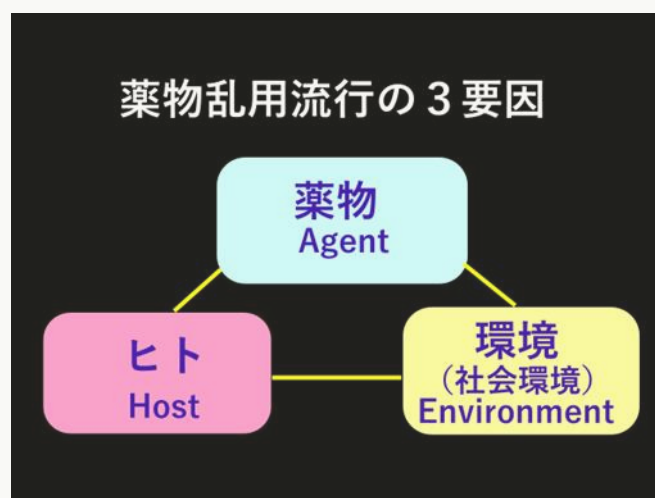 薬物乱用流行の３要因
薬物
Agent
ヒト
Host
環境
（社会環境）
Environment